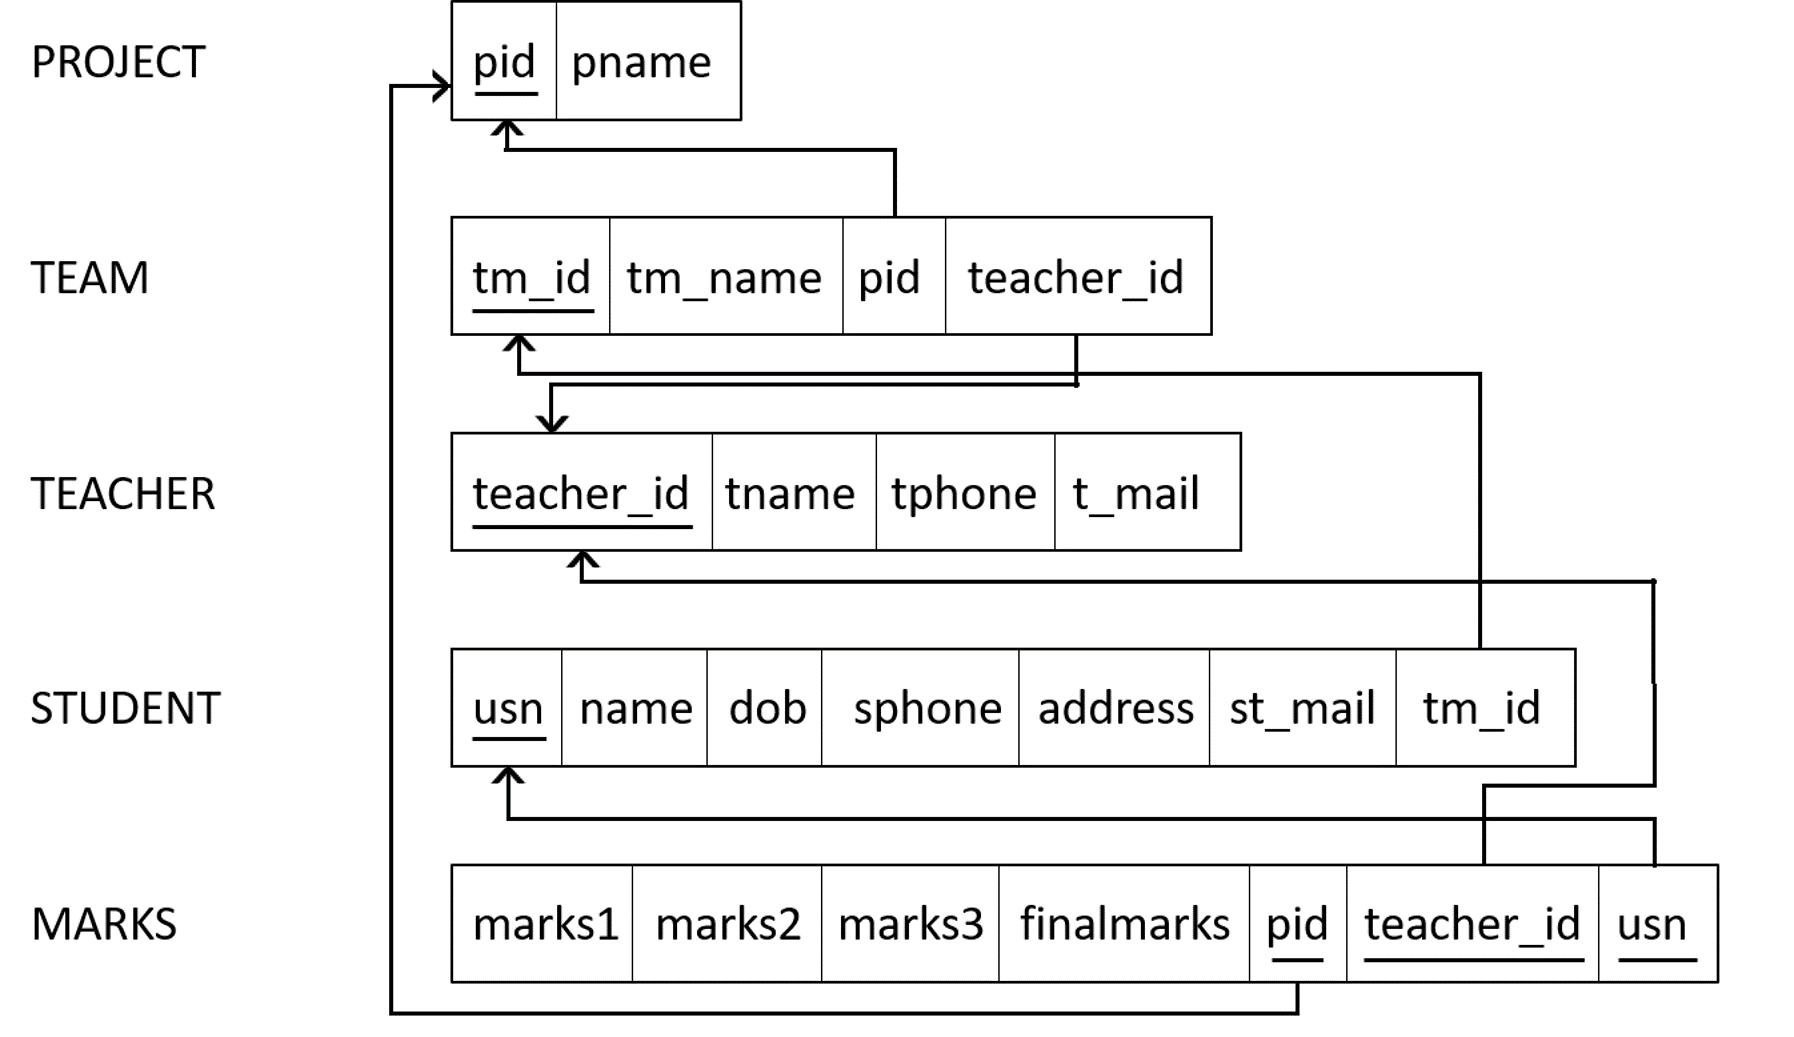 PROJECT pid pname
TEAM tm_id tm_name pid teacher_id
TEACHER teacher_id tname tphone t_mail
STUDENT usn name dob sphone address st_mail tm_id
MARKS marks1 marks2 marks3 finalmarks pid teacher_id usn